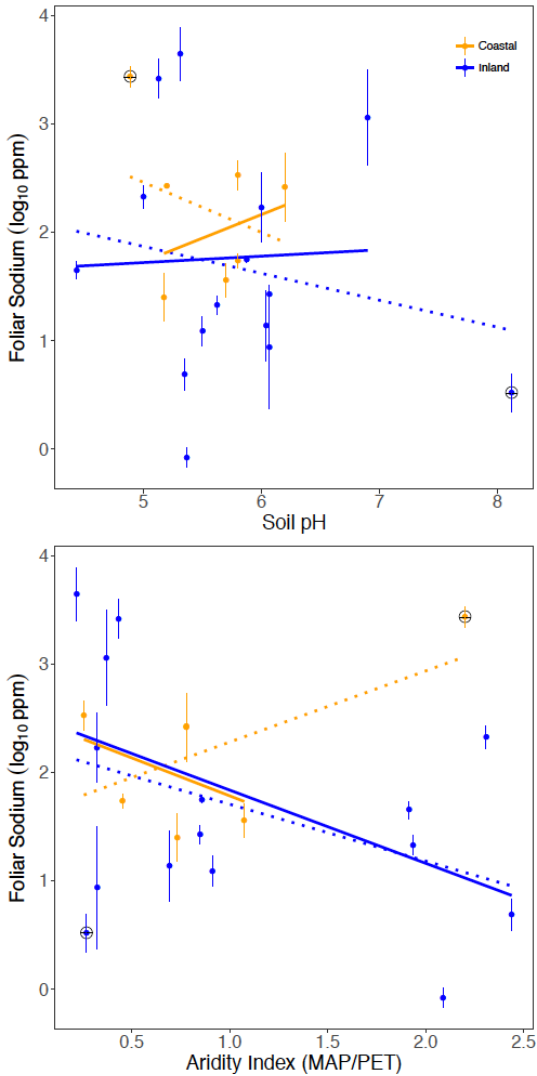 4
3
2
1
0
Foliar Sodium (log10 ppm)
Coastal
Inland
5 6 7 8
Soil pH
4
3
2
1
0
Foliar Sodium (log10 ppm)
0.5 1.0 1.5 2.0 2.5
Aridity Index (MAP/PET)